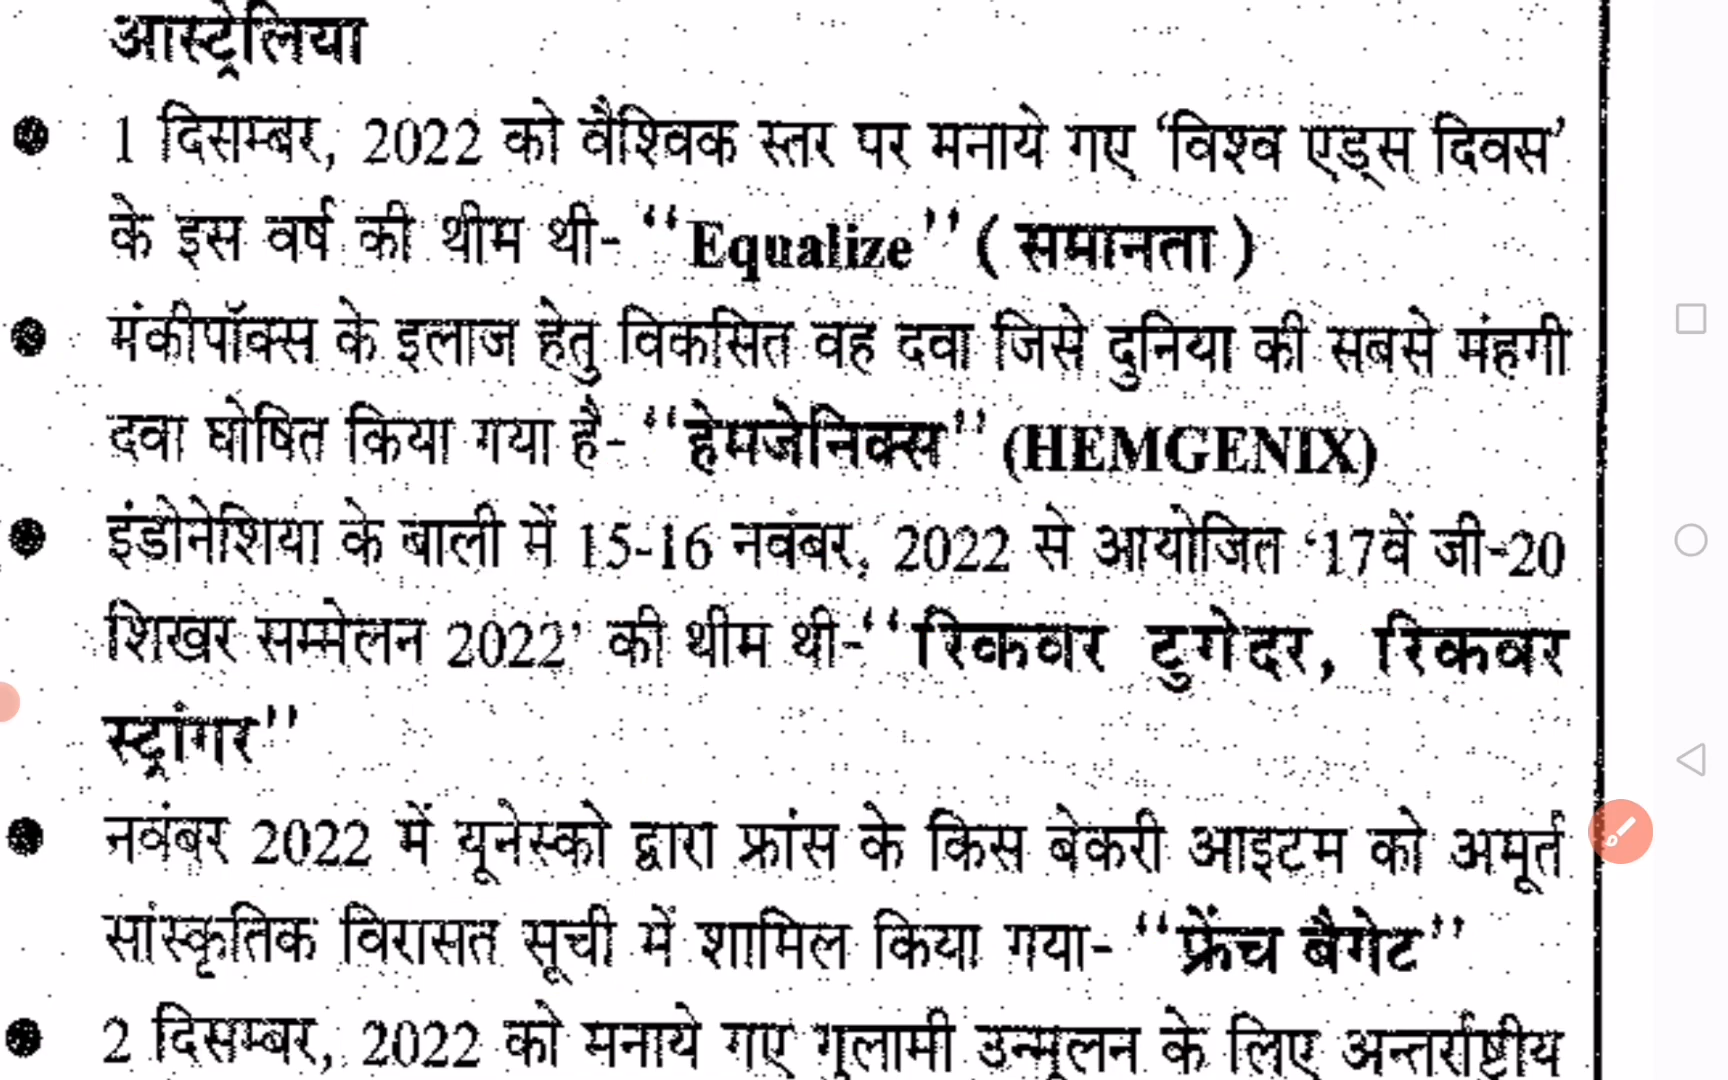 आस्ट्रेलिया
● 1 दिसम्बर, 2022 को वैश्विक स्तर पर मनाये गए ‘विश्व एड्स दिवस’
के इस वर्ष की थीम थी- ‘‘Equalize’’ ( समानता )
● मंकीपॉक्स के इलाज हेतु विकसित वह दवा जिसे दुनिया की सबसे मंहगी
दवा घोषित किया गया है- ‘‘हेमजेनिक्स’’ (HEMGENIX)
● इंडोनेशिया के बाली में 15-16 नवंबर, 2022 से आयोजित ‘17वें जी-20
शिखर सम्मेलन 2022’ की थीम थी-‘‘रिकवर टुगेदर, रिकवर
स्ट्रांगर’’
● नवंबर 2022 में यूनेस्को द्वारा फ्रांस के किस बेकरी आइटम को अमूर्त
सांस्कृतिक विरासत सूची में शामिल किया गया- ‘‘फ्रेंच बैगेट’’
● 2 दिसम्बर, 2022 को मनाये गए गुलामी उन्मूलन के लिए अन्तर्राष्ट्रीय